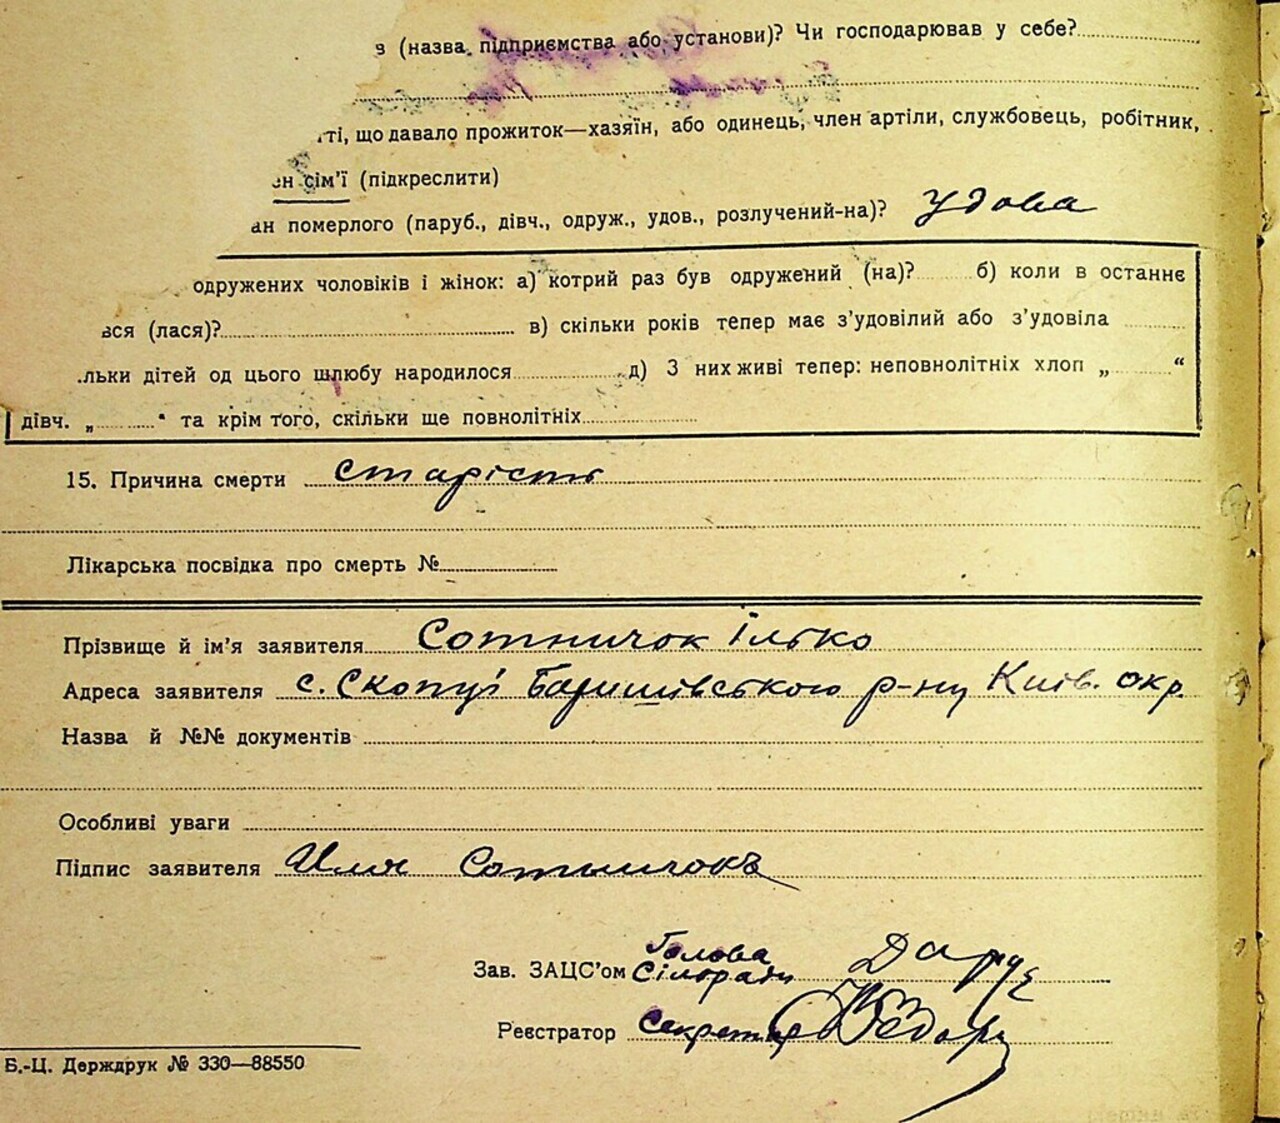 з (назва підприємства або установи)? Чи господарював у себе?
ті, що давало прожиток—хазяїн, або одинець, член артіли, службовець, робітник,
ен сім'ї (підкреслити)
ан померлого (паруб., дівч., одруж., удов., розлучений-на)? Удова
одружених чоловіків і жінок: а) котрий раз був одружений (на)? б) коли в останнє
вся (лася)? в) скільки років тепер має з'удовілий або з'удовіла
льки дітей од цього шлюбу народилося д) З них живі тепер: неповнолітніх хлоп „ “
дівч. „ “ та крім того, скільки ще повнолітніх
15. Причина смерти старість
Лікарська посвідка про смерть №
Прізвище й ім'я заявителя Сотничок Ілько
Адреса заявителя с. Скопці Баришівського р-ну Київ. окр.
Назва й №№ документів
Особливі уваги
Підпис заявителя Илля Сотничокъ
Зав. ЗАЦС'ом Голова Сілради
Реєстратор Секретар
Б.-Ц. Держдрук № 330—88550